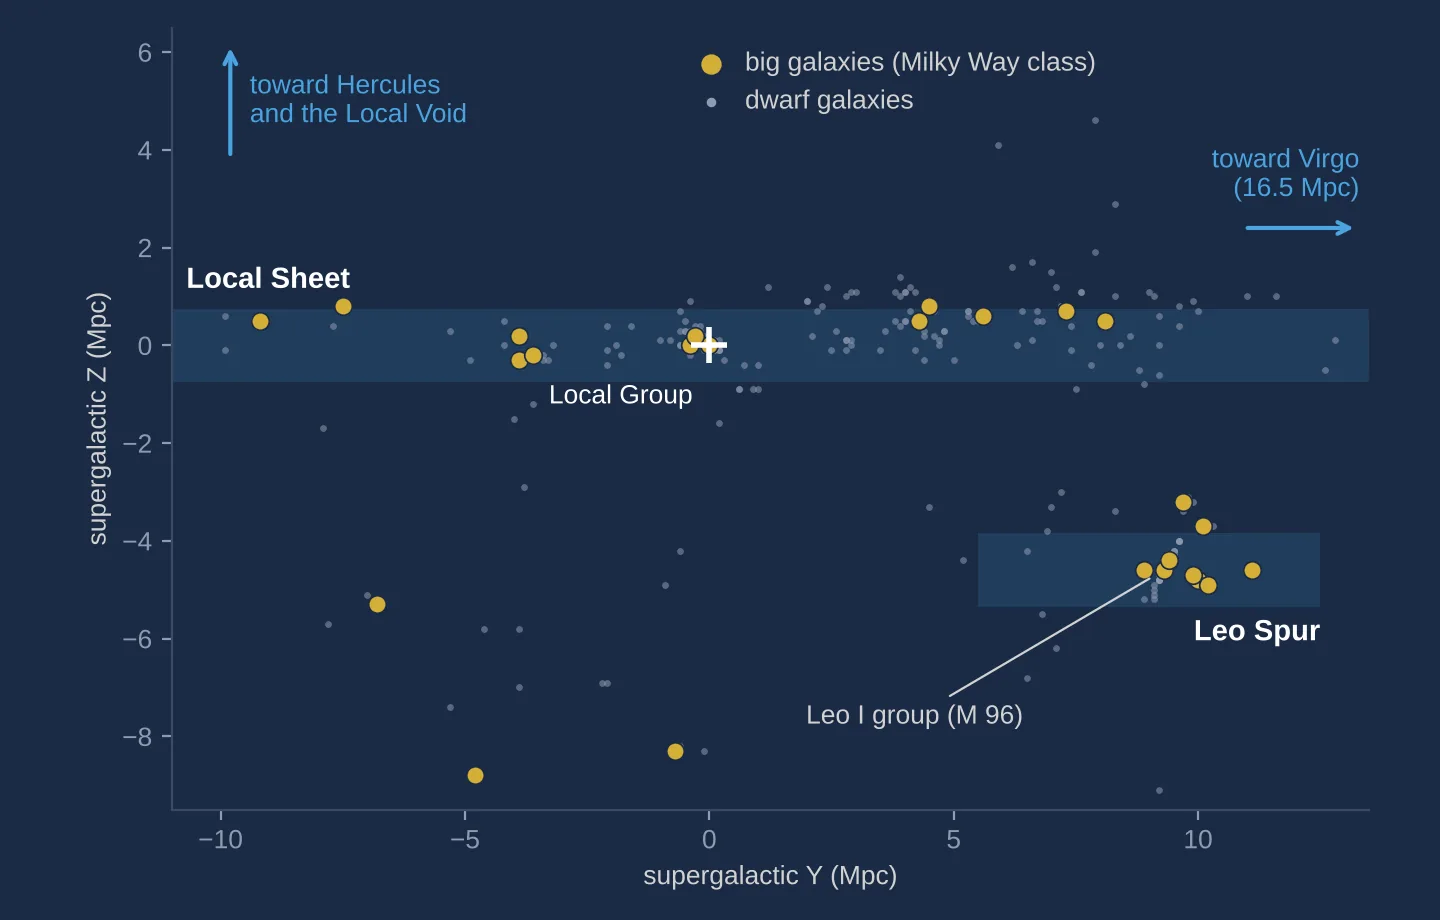 6
4
2
0
−2
−4
−6
−8
supergalactic Z (Mpc)
toward Hercules
and the Local Void
big galaxies (Milky Way class)
dwarf galaxies
toward Virgo
(16.5 Mpc)
Local Sheet
Local Group
Leo Spur
Leo I group (M 96)
−10
−5
0
5
10
supergalactic Y (Mpc)